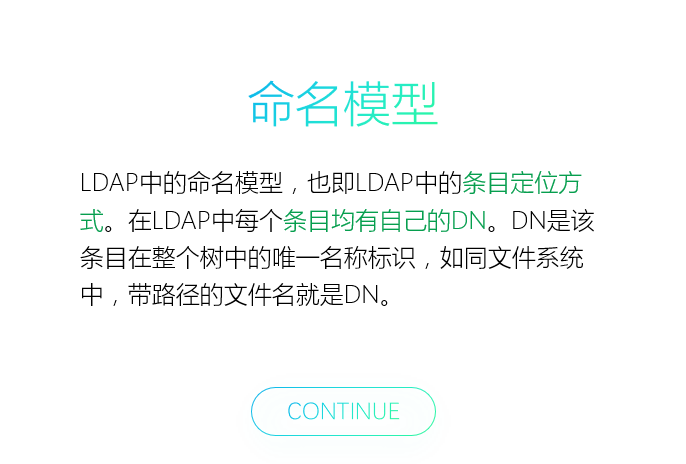 命名模型
LDAP中的命名模型，也即LDAP中的条目定位方
式。在LDAP中每个条目均有自己的DN。DN是该
条目在整个树中的唯一名称标识，如同文件系统
中，带路径的文件名就是DN。
CONTINUE